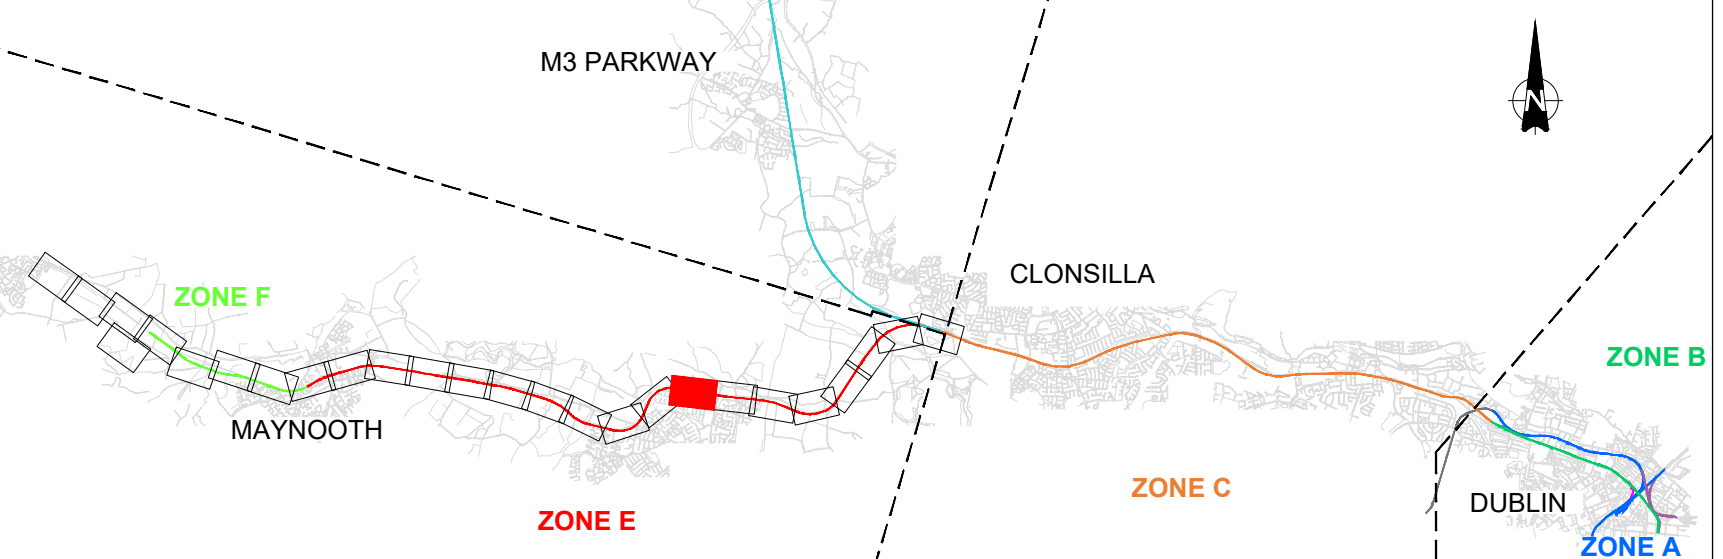 M3 PARKWAY
N
CLONSILLA
ZONE F
ZONE B
MAYNOOTH
ZONE C
DUBLIN
ZONE E
ZONE A